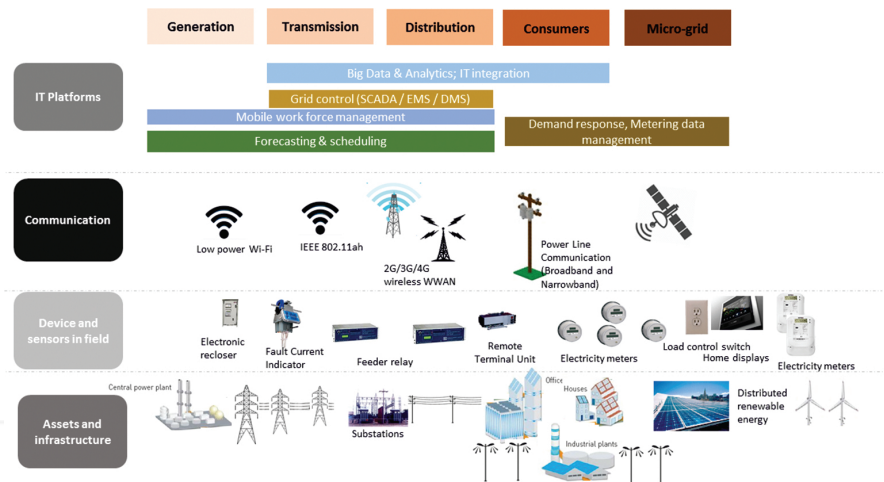 Generation
Transmission
Distribution
Consumers
Micro-grid
IT Platforms
Big Data & Analytics; IT integration
Grid control (SCADA / EMS / DMS)
Mobile work force management
Forecasting & scheduling
Demand response, Metering data
management
Communication
Low power Wi-Fi
IEEE 802.11ah
2G/3G/4G
wireless WWAN
Power Line
Communication
(Broadband and
Narrowband)
Device and
sensors in field
Electronic
recloser
Fault Current
Indicator
Feeder relay
Remote
Terminal Unit
Electricity meters
Load control switch
Home displays
Electricity meters
Assets and
infrastructure
Central power plant
Substations
Office
Houses
Industrial plants
Distributed
renewable
energy